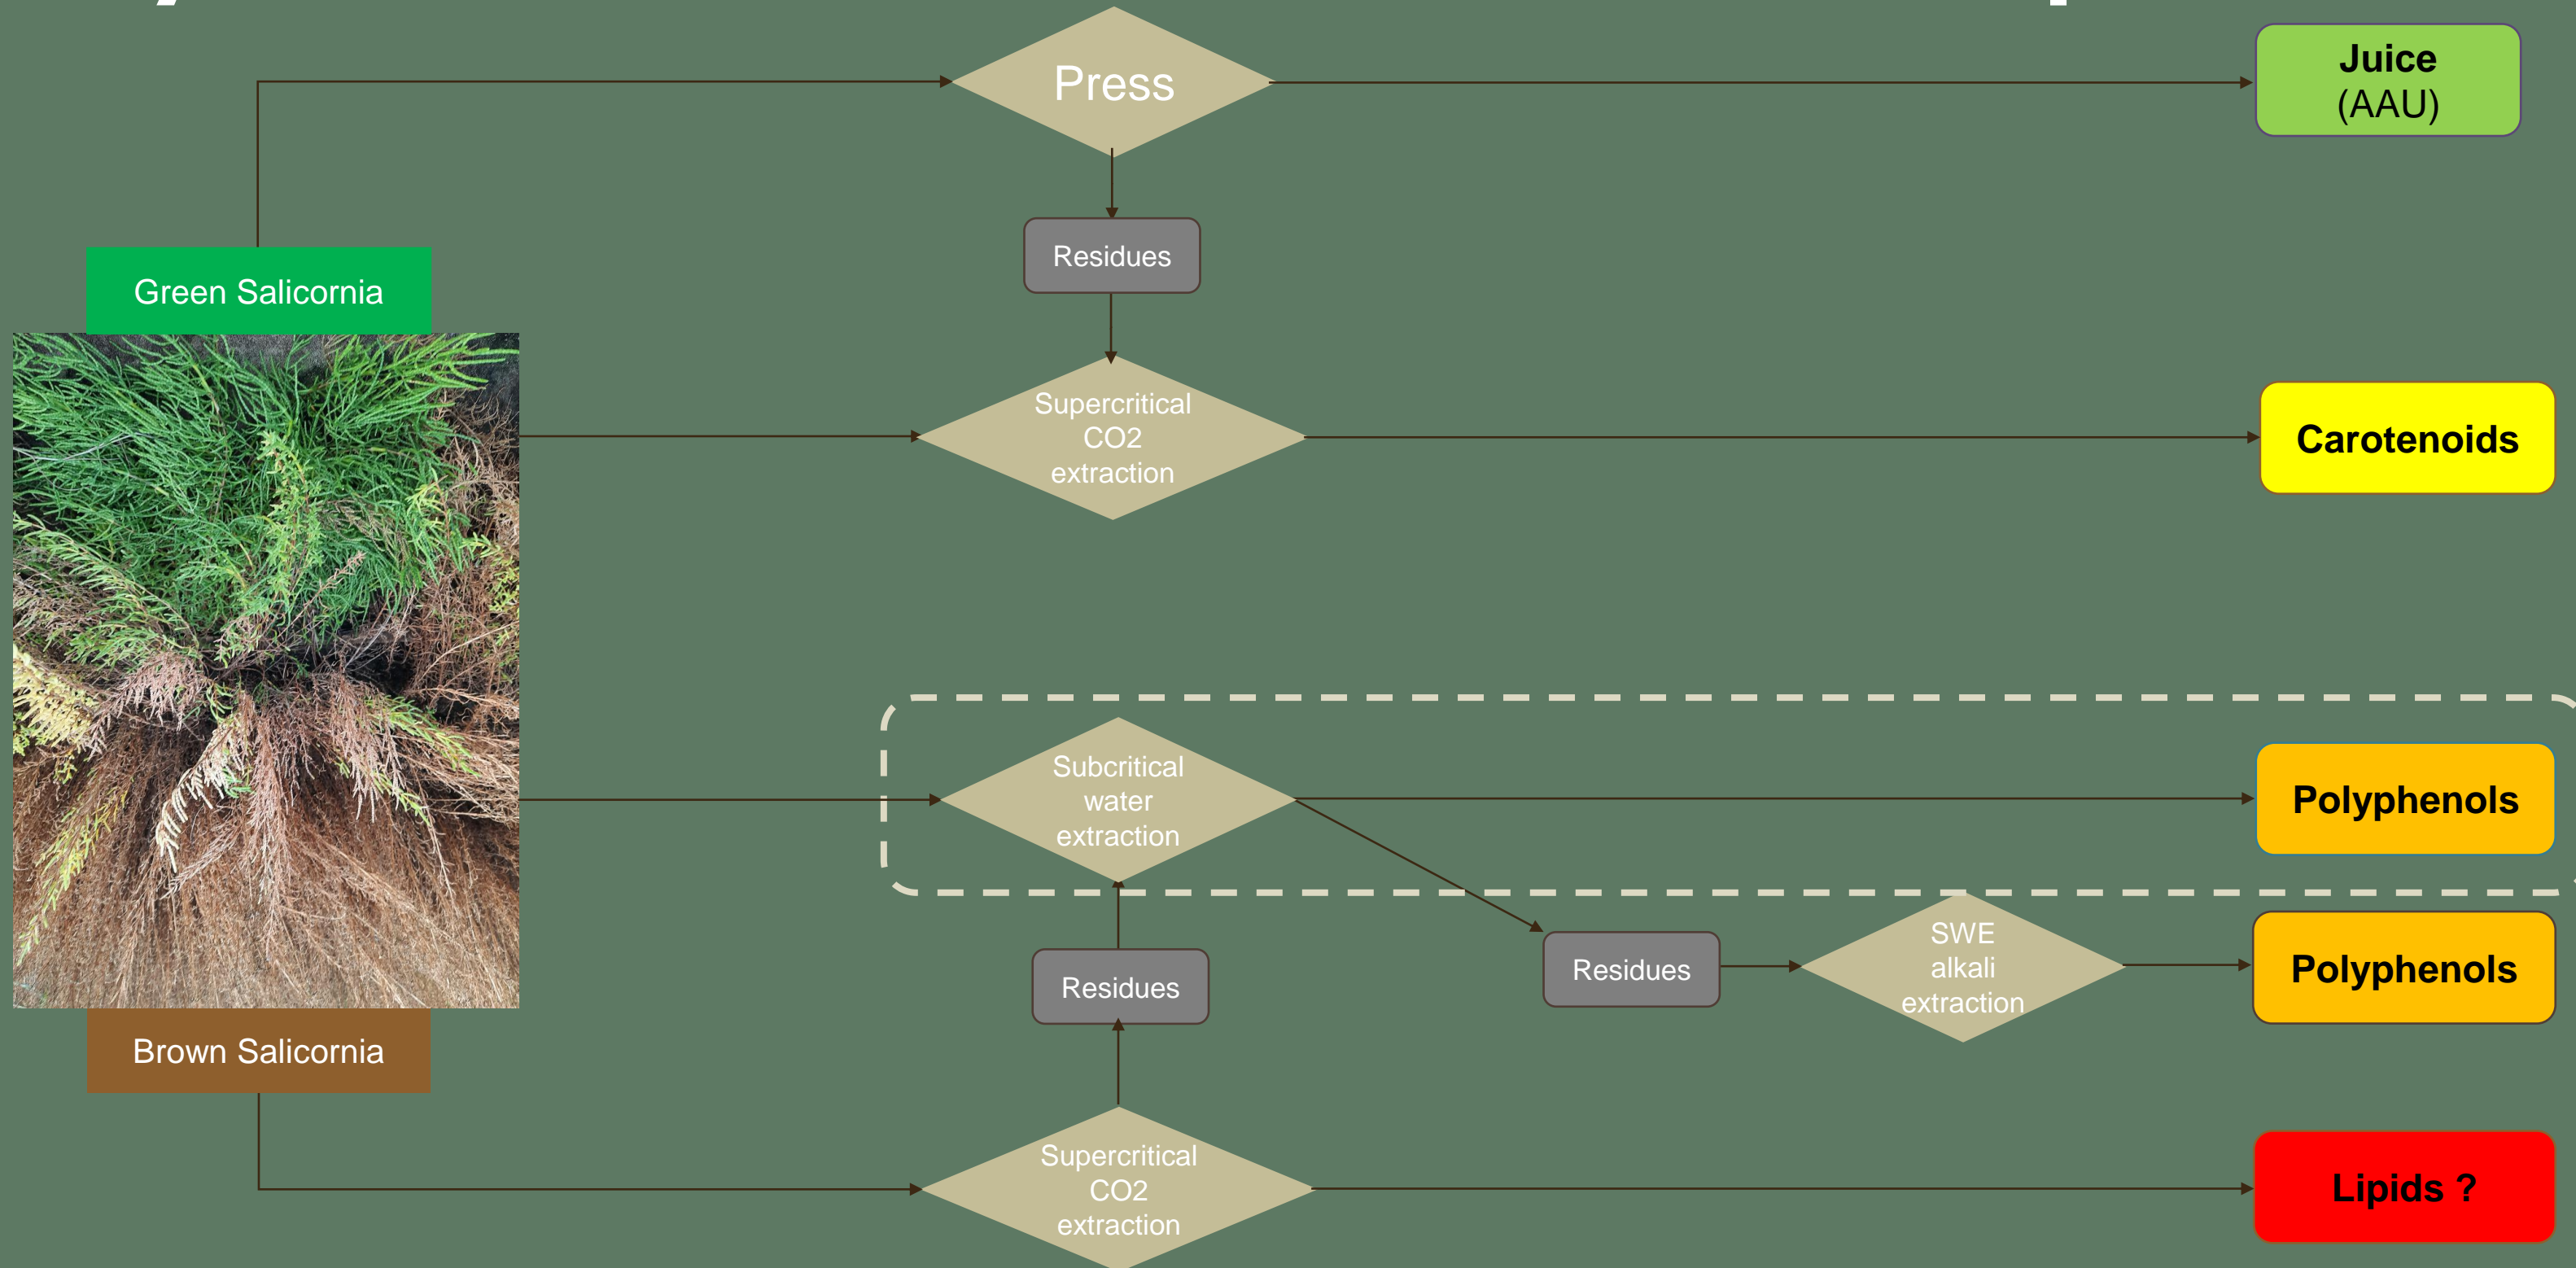 Press
Juice
(AAU)
Residues
Green Salicornia
Supercritical
CO2
extraction
Carotenoids
Subcritical
water
extraction
Polyphenols
Residues
Residues
SWE
alkali
extraction
Polyphenols
Brown Salicornia
Supercritical
CO2
extraction
Lipids ?